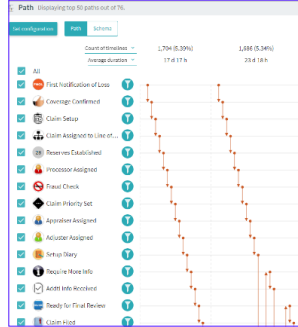 Path Displaying top 50 paths out of 76.
Set configuration Path Schema
Count of timelines 1,704 (5.39%) 1,686 (5.34%)
Average duration 17 d 17 h 23 d 18 h
All
First Notification of Loss
Coverage Confirmed
Claim Setup
Claim Assigned to Line of...
Reserves Established
Processor Assigned
Fraud Check
Claim Priority Set
Appraiser Assigned
Adjuster Assigned
Setup Diary
Require More Info
Addtl Info Received
Ready for Final Review
Claim Filed